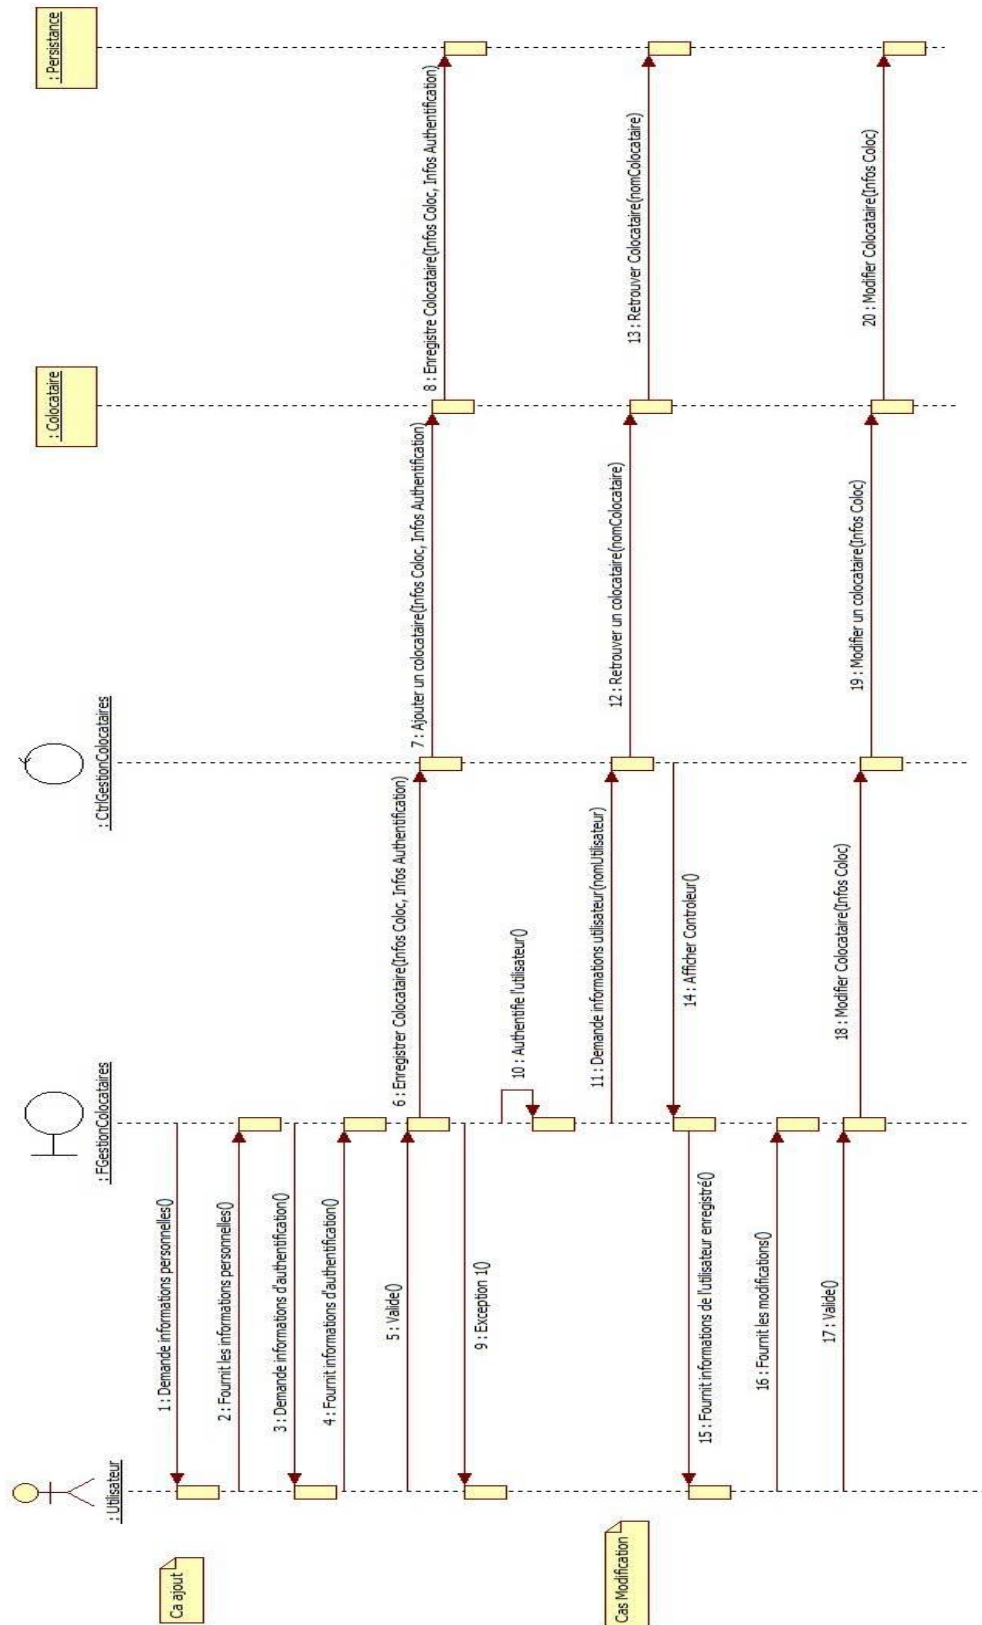 : Utilisateur
: FGestionColocataires
: CtrlGestionColocataires
: Colocataire
: Persistance
Ca ajout
1 : Demande informations personnelles()
2 : Fournit les informations personnelles()
3 : Demande informations d'authentification()
4 : Fournit informations d'authentification()
5 : Valide()
6 : Enregistrer Colocataire(Infos Coloc, Infos Authentification)
7 : Ajouter un colocataire(Infos Coloc, Infos Authentification)
8 : Enregistre Colocataire(Infos Coloc, Infos Authentification)
9 : Exception 1()
10 : Authentifie l'utilisateur()
Cas Modification
11 : Demande informations utilisateur(nomUtilisateur)
12 : Retrouver un colocataire(nomColocataire)
13 : Retrouver Colocataire(nomColocataire)
14 : Afficher Controleur()
15 : Fournit informations de l'utilisateur enregistré()
16 : Fournit les modifications()
17 : Valide()
18 : Modifier Colocataire(Infos Coloc)
19 : Modifier un colocataire(Infos Coloc)
20 : Modifier Colocataire(Infos Coloc)